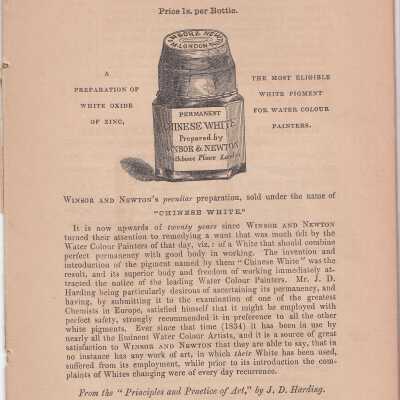 Price 1s. per Bottle.
WINSOR & NEWTON
LONDON
A
PREPARATION OF
WHITE OXIDE
OF ZINC,
THE MOST ELIGIBLE
WHITE PIGMENT
FOR WATER COLOUR
PAINTERS.
PERMANENT
CHINESE WHITE
Prepared by
WINSOR & NEWTON
Rathbone Place London
WINSOR AND NEWTON'S peculiar preparation, sold under the name of
"CHINESE WHITE."
It is now upwards of twenty years since WINSOR AND NEWTON
turned their attention to remedying a want that was much felt by the
Water Colour Painters of that day, viz.: of a White that should combine
perfect permanency with good body in working. The invention and
introduction of the pigment named by them "Chinese White" was the
result, and its superior body and freedom of working immediately at-
tracted the notice of the leading Water Colour Painters. Mr. J. D.
Harding being particularly desirous of ascertaining its permanency, and
having, by submitting it to the examination of one of the greatest
Chemists in Europe, satisfied himself that it might be employed with
perfect safety, strongly recommended it in preference to all the other
white pigments. Ever since that time (1834) it has been in use by
nearly all the Eminent Water Colour Artists, and it is a source of great
satisfaction to WINSOR AND NEWTON that they are able to say, that in
no instance has any work of art, in which their White has been used,
suffered from its employment, while prior to its introduction the com-
plaints of Whites changing were of every day recurrence.
From the "Principles and Practice of Art," by J. D. Harding.